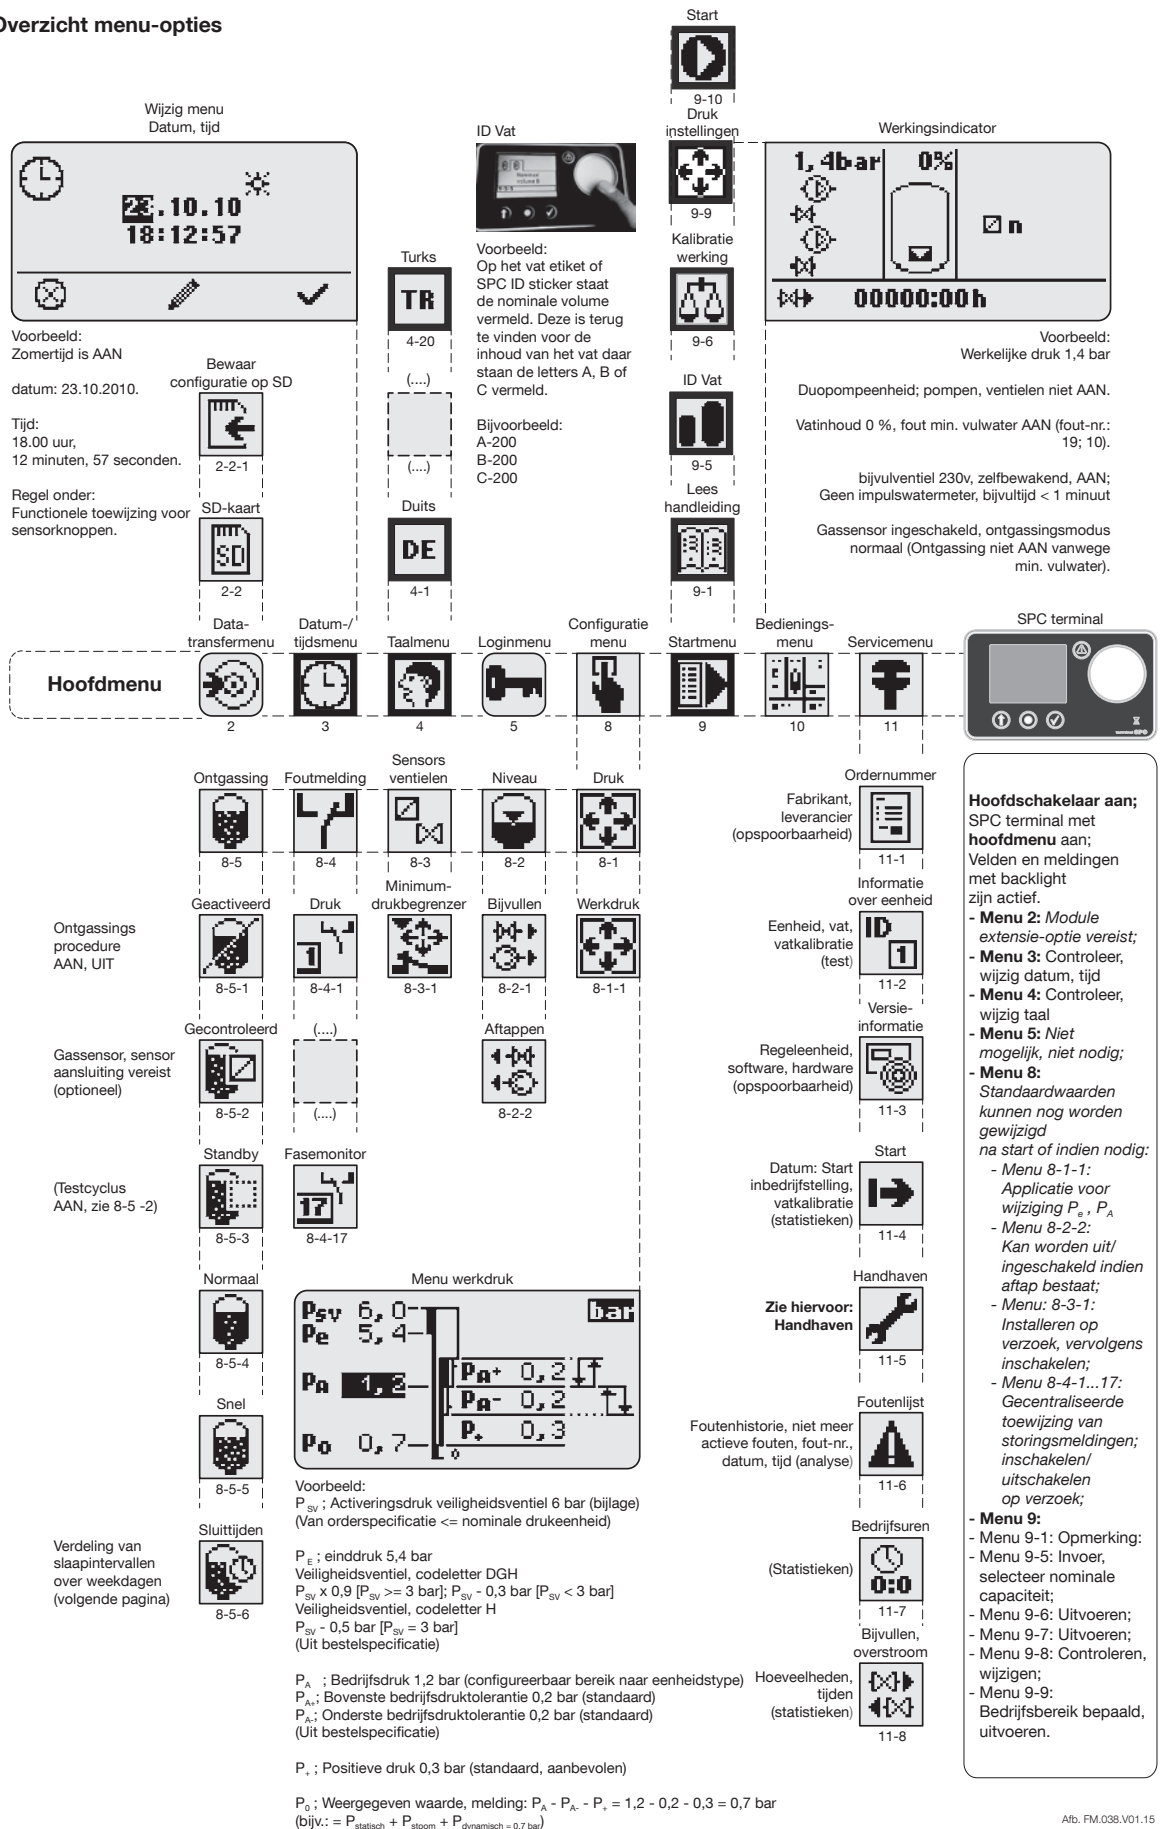 Overzicht menu-opties
Wijzig menu
Datum, tijd
23.10.10
18:12:57
Voorbeeld:
Zomertijd is AAN
datum: 23.10.2010.
Tijd:
18.00 uur,
12 minuten, 57 seconden.
Regel onder:
Functionele toewijzing voor
sensorknoppen.
Bewaar
configuratie op SD
2-2-1
SD-kaart
SD
2-2
Turks
TR
4-20
(....)
(....)
Duits
DE
4-1
ID Vat
Nominaal
volume B
Voorbeeld:
Op het vat etiket of
SPC ID sticker staat
de nominale volume
vermeld. Deze is terug
te vinden voor de
inhoud van het vat daar
staan de letters A, B of
C vermeld.
Bijvoorbeeld:
A-200
B-200
C-200
Start
9-10
Druk
instellingen
9-9
Kalibratie
werking
9-6
ID Vat
9-5
Lees
handleiding
9-1
Werkingsindicator
1,4bar 0%
n
00000:00h
Voorbeeld:
Werkelijke druk 1,4 bar
Duopompeenheid; pompen, ventielen niet AAN.
Vatinhoud 0 %, fout min. vulwater AAN (fout-nr.:
19; 10).
bijvulventiel 230v, zelfbewakend, AAN;
Geen impulswatermeter, bijvultijd < 1 minuut
Gassensor ingeschakeld, ontgassingsmodus
normaal (Ontgassing niet AAN vanwege
min. vulwater).
Hoofdmenu
Data-
transfermenu
2
Datum-/
tijdsmenu
3
Taalmenu
4
Loginmenu
5
Configuratie
menu
8
Startmenu
9
Bedienings-
menu
10
Servicemenu
11
SPC terminal
SPC
Ontgassing
8-5
Foutmelding
8-4
Sensors
ventielen
8-3
Niveau
8-2
Druk
8-1
Ontgassings
procedure
AAN, UIT
Geactiveerd
8-5-1
Druk
1
8-4-1
Minimum-
drukbegrenzer
8-3-1
Bijvullen
8-2-1
Werkdruk
8-1-1
Gassensor, sensor
aansluiting vereist
(optioneel)
Gecontroleerd
8-5-2
(....)
(....)
Aftappen
8-2-2
(Testcyclus
AAN, zie 8-5 -2)
Standby
8-5-3
Fasemonitor
17
8-4-17
Normaal
8-5-4
Snel
8-5-5
Verdeling van
slaapintervallen
over weekdagen
(volgende pagina)
Sluittijden
8-5-6
Menu werkdruk
Psv 6,0 bar
Pe 5,4
PA 1,2
PA+ 0,2
PA- 0,2
P+ 0,3
Po 0,7
0
Voorbeeld:
PSV ; Activeringsdruk veiligheidsventiel 6 bar (bijlage)
(Van orderspecificatie <= nominale drukeenheid)
PE ; einddruk 5,4 bar
Veiligheidsventiel, codeletter DGH
PSV x 0,9 [PSV >= 3 bar]; PSV - 0,3 bar [PSV < 3 bar]
Veiligheidsventiel, codeletter H
PSV - 0,5 bar [PSV = 3 bar]
(Uit bestelspecificatie)
PA ; Bedrijfsdruk 1,2 bar (configureerbaar bereik naar eenheidstype)
PA+; Bovenste bedrijfsdruktolerantie 0,2 bar (standaard)
PA-; Onderste bedrijfsdruktolerantie 0,2 bar (standaard)
(Uit bestelspecificatie)
P+ ; Positieve druk 0,3 bar (standaard, aanbevolen)
P0 ; Weergegeven waarde, melding: PA - PA- - P+ = 1,2 - 0,2 - 0,3 = 0,7 bar
(bijv.: = Pstatisch + Pstoom + Pdynamisch = 0,7 bar)
Ordernummer
Fabrikant,
leverancier
(opspoorbaarheid)
11-1
Informatie
over eenheid
Eenheid, vat,
vatkalibratie
(test)
ID
1
11-2
Versie-
informatie
Regeleenheid,
software, hardware
(opspoorbaarheid)
11-3
Start
Datum: Start
inbedrijfstelling,
vatkalibratie
(statistieken)
11-4
Handhaven
Zie hiervoor:
Handhaven
11-5
Foutenlijst
Foutenhistorie, niet meer
actieve fouten, fout-nr.,
datum, tijd (analyse)
11-6
Bedrijfsuren
(Statistieken)
0:0
11-7
Bijvullen,
overstroom
Hoeveelheden,
tijden
(statistieken)
11-8
Hoofdschakelaar aan;
SPC terminal met
hoofdmenu aan;
Velden en meldingen
met backlight
zijn actief.
- Menu 2: Module
extensie-optie vereist;
- Menu 3: Controleer,
wijzig datum, tijd
- Menu 4: Controleer,
wijzig taal
- Menu 5: Niet
mogelijk, niet nodig;
- Menu 8:
Standaardwaarden
kunnen nog worden
gewijzigd
na start of indien nodig:
- Menu 8-1-1:
Applicatie voor
wijziging Pe , PA
- Menu 8-2-2:
Kan worden uit/
ingeschakeld indien
aftap bestaat;
- Menu: 8-3-1:
Installeren op
verzoek, vervolgens
inschakelen;
- Menu 8-4-1...17:
Gecentraliseerde
toewijzing van
storingsmeldingen;
inschakelen/
uitschakelen
op verzoek;
- Menu 9:
- Menu 9-1: Opmerking:
- Menu 9-5: Invoer,
selecteer nominale
capaciteit;
- Menu 9-6: Uitvoeren;
- Menu 9-7: Uitvoeren;
- Menu 9-8: Controleren,
wijzigen;
- Menu 9-9:
Bedrijfsbereik bepaald,
uitvoeren.
Afb. FM.038.V01.15